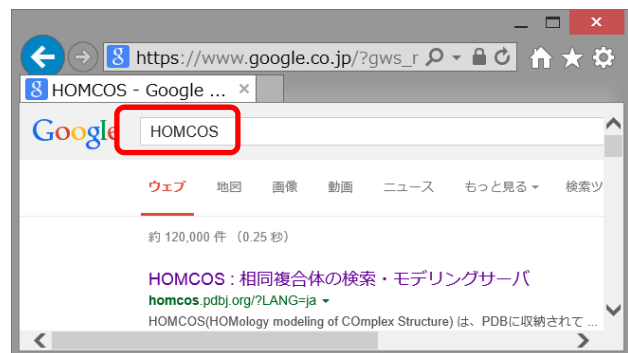 https://www.google.co.jp/?gws_r
HOMCOS - Google ...
Google HOMCOS
ウェブ 地図 画像 動画 ニュース もっと見る 検索ツ
約 120,000 件 (0.25 秒)
HOMCOS : 相同複合体の検索・モデリングサーバ
homcos.pdbj.org/?LANG=ja
HOMCOS(HOMology modeling of COmplex Structure) は、PDBに収納されて ...